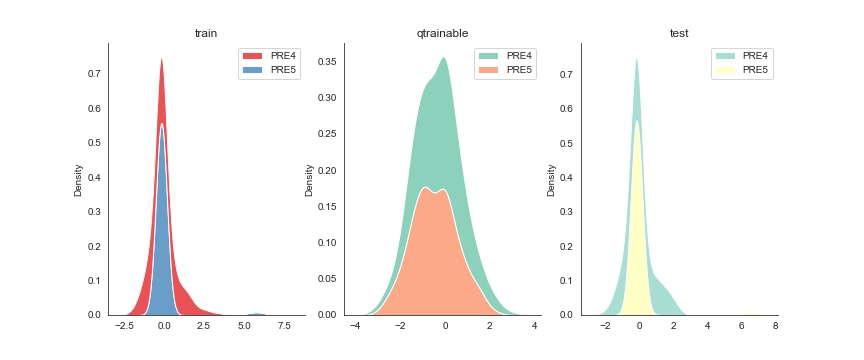 train
PRE4
PRE5
Density
0.7
0.6
0.5
0.4
0.3
0.2
0.1
0.0
−2.5 0.0 2.5 5.0 7.5
qtrainable
PRE4
PRE5
Density
0.35
0.30
0.25
0.20
0.15
0.10
0.05
0.00
−4 −2 0 2 4
test
PRE4
PRE5
Density
0.7
0.6
0.5
0.4
0.3
0.2
0.1
0.0
−2 0 2 4 6 8